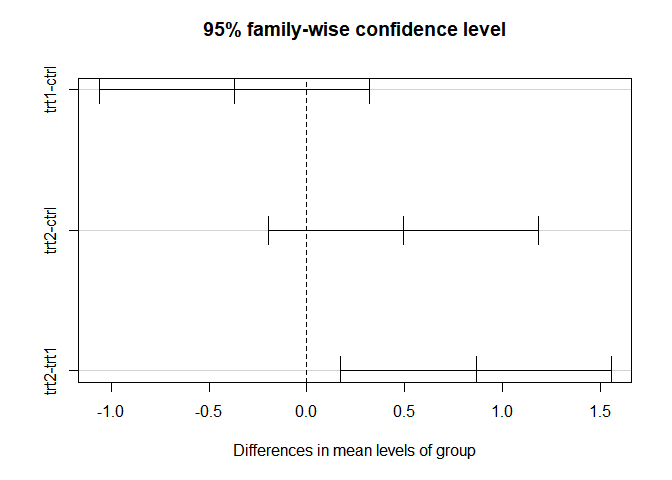 95% family-wise confidence level
trt1-ctrl
trt2-ctrl
trt2-trt1
-1.0 -0.5 0.0 0.5 1.0 1.5
Differences in mean levels of group